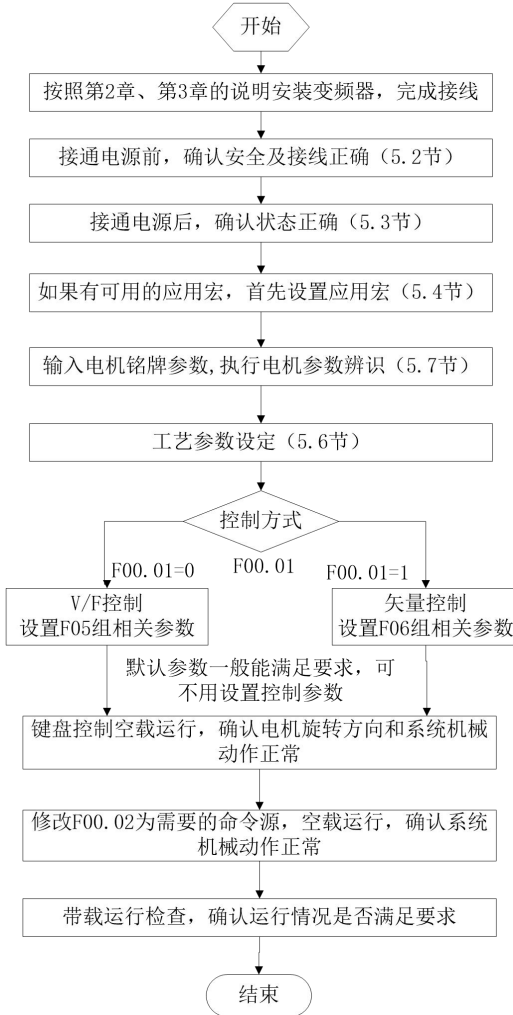 开始
按照第2章、第3章的说明安装变频器，完成接线
接通电源前，确认安全及接线正确（5.2节）
接通电源后，确认状态正确（5.3节）
如果有可用的应用宏，首先设置应用宏（5.4节）
输入电机铭牌参数,执行电机参数辨识（5.7节）
工艺参数设定（5.6节）
控制方式
F00.01=0
F00.01
F00.01=1
V/F控制
设置F05组相关参数
矢量控制
设置F06组相关参数
默认参数一般能满足要求，可
不用设置控制参数
键盘控制空载运行，确认电机旋转方向和系统机械
动作正常
修改F00.02为需要的命令源，空载运行，确认系统
机械动作正常
带载运行检查，确认运行情况是否满足要求
结束